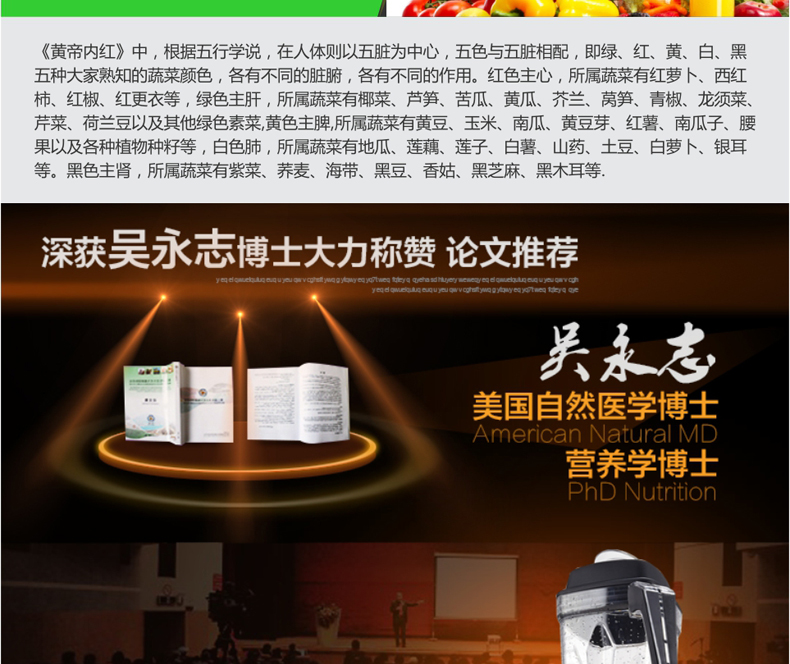 《黄帝内红》中，根据五行学说，在人体则以五脏为中心，五色与五脏相配，即绿、红、黄、白、黑
五种大家熟知的蔬菜颜色，各有不同的脏腑，各有不同的作用。红色主心，所属蔬菜有红萝卜、西红
柿、红椒、红更衣等，绿色主肝，所属蔬菜有椰菜、芦笋、苦瓜、黄瓜、芥兰、莴笋、青椒、龙须菜、
芹菜、荷兰豆以及其他绿色素菜,黄色主脾,所属蔬菜有黄豆、玉米、南瓜、黄豆芽、红薯、南瓜子、腰
果以及各种植物种籽等，白色肺，所属蔬菜有地瓜、莲藕、莲子、白薯、山药、土豆、白萝卜、银耳
等。黑色主肾，所属蔬菜有紫菜、荞麦、海带、黑豆、香姑、黑芝麻、黑木耳等.
深获吴永志博士大力称赞 论文推荐
吴永志
美国自然医学博士
American Natural MD
营养学博士
PhD Nutrition